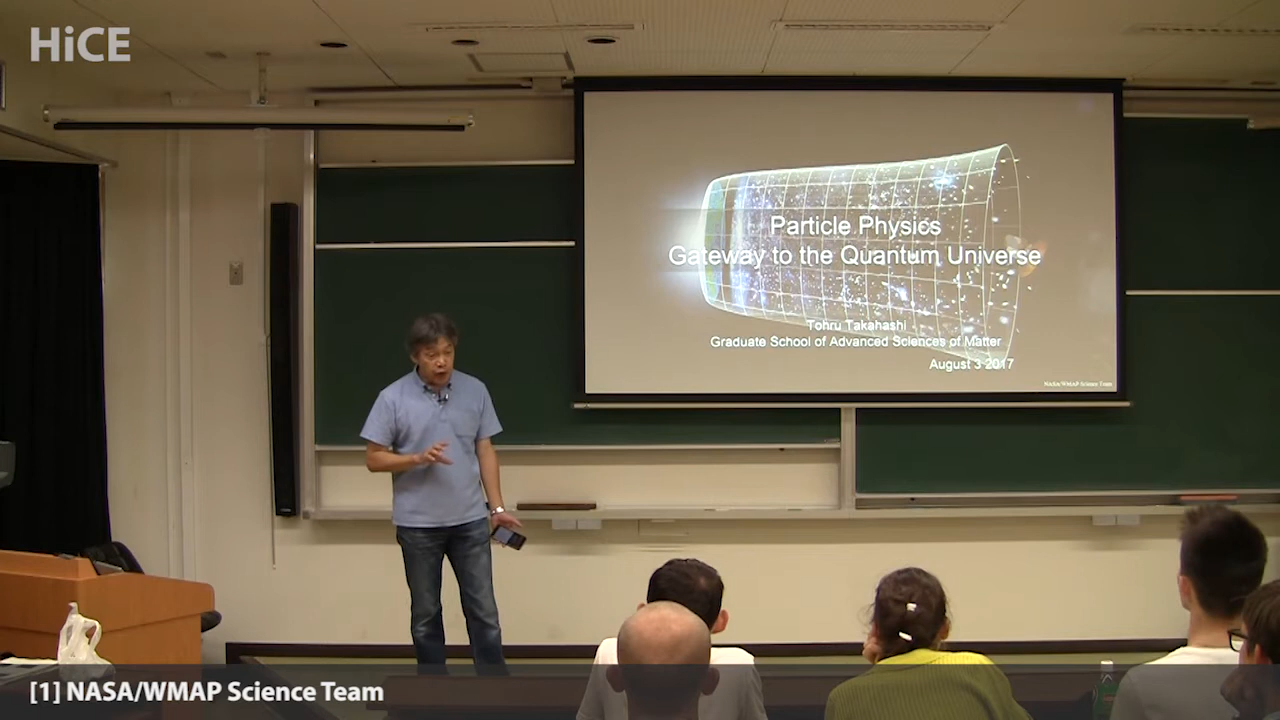 HiCE
Particle Physics
Gateway to the Quantum Universe
Tohru Takahashi
Graduate School of Advanced Sciences of Matter
August 3 2017
NASA/WMAP Science Team
[1] NASA/WMAP Science Team